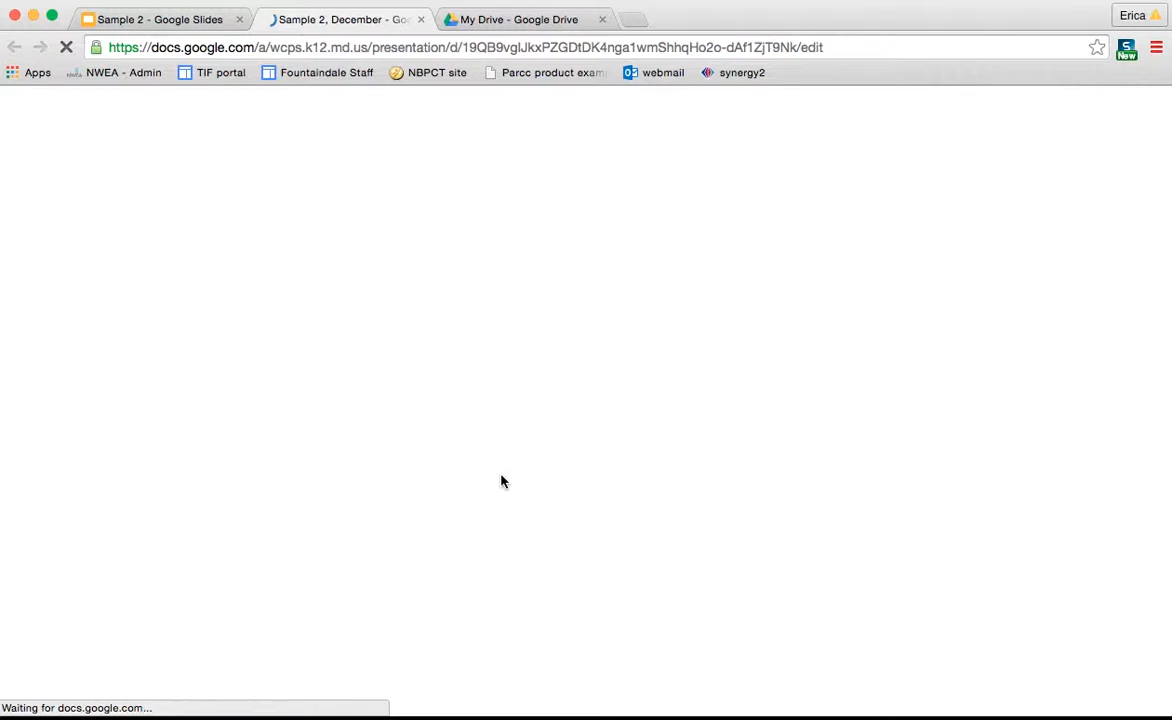 Sample 2 - Google Slides
Sample 2, December - Goo
My Drive - Google Drive
Erica
https://docs.google.com/a/wcps.k12.md.us/presentation/d/19QB9vglJkxPZGDtDK4nga1wmShhqHo2o-dAf1ZjT9Nk/edit
S
New
Apps
NWEA - Admin
TIF portal
Fountaindale Staff
NBPCT site
Parcc product exam
webmail
synergy2
Waiting for docs.google.com...